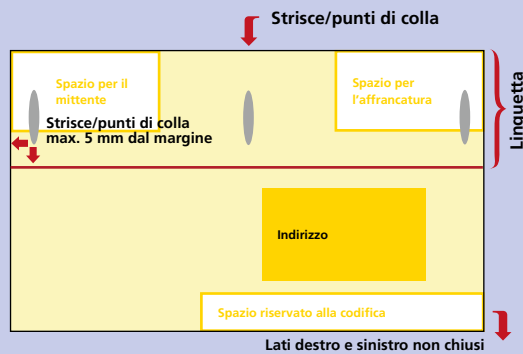 Strisce/punti di colla
Spazio per il
mittente
Spazio per
l'affrancatura
Linguetta
Strisce/punti di colla
max. 5 mm dal margine
Indirizzo
Spazio riservato alla codifica
Lati destro e sinistro non chiusi